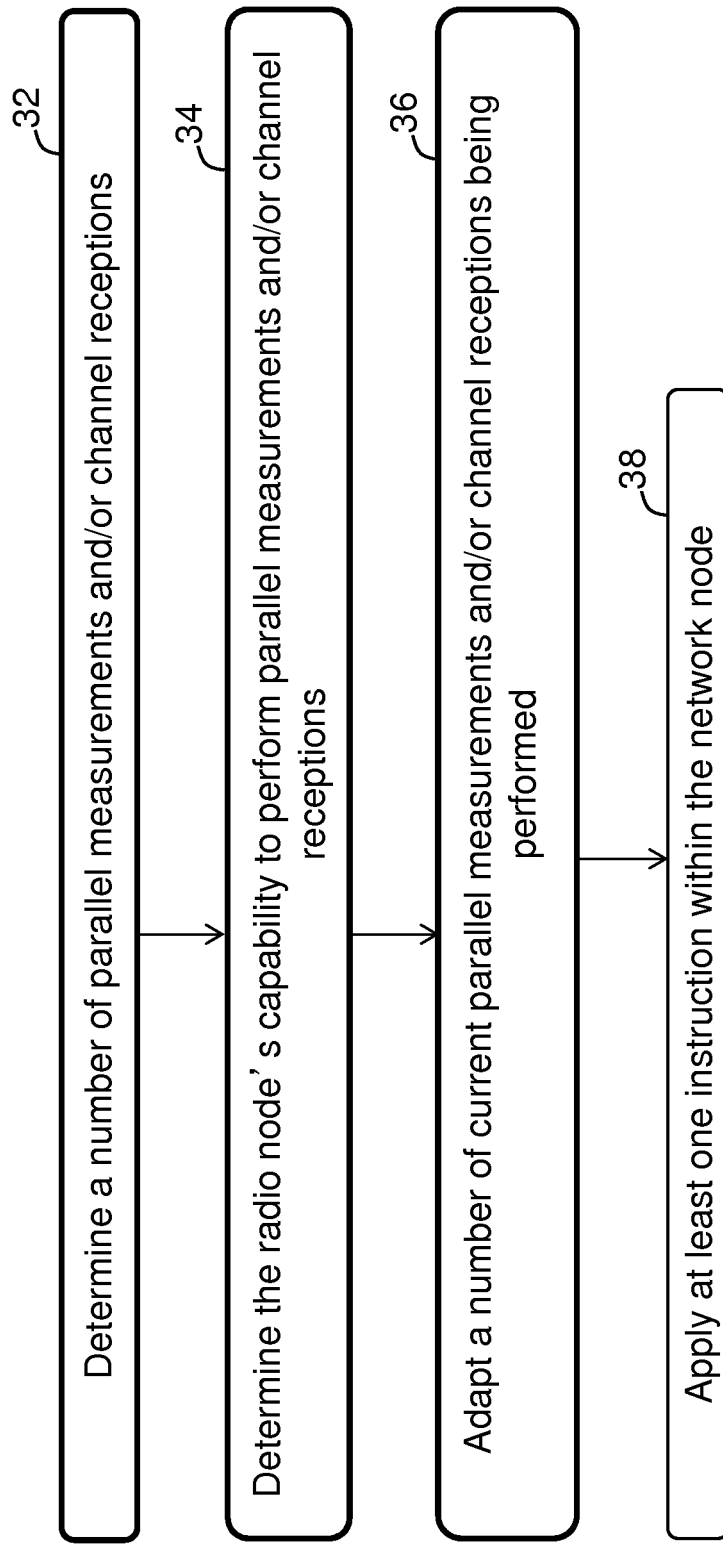 32
Determine a number of parallel measurements and/or channel receptions
34
Determine the radio node' s capability to perform parallel measurements and/or channel
receptions
36
Adapt a number of current parallel measurements and/or channel receptions being
performed
38
Apply at least one instruction within the network node